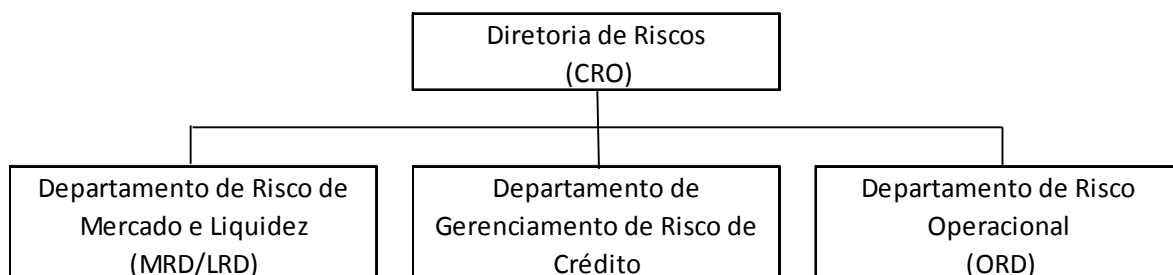 Diretoria de Riscos
(CRO)
Departamento de Risco de
Mercado e Liquidez
(MRD/LRD)
Departamento de
Gerenciamento de Risco de
Crédito
Departamento de Risco
Operacional
(ORD)